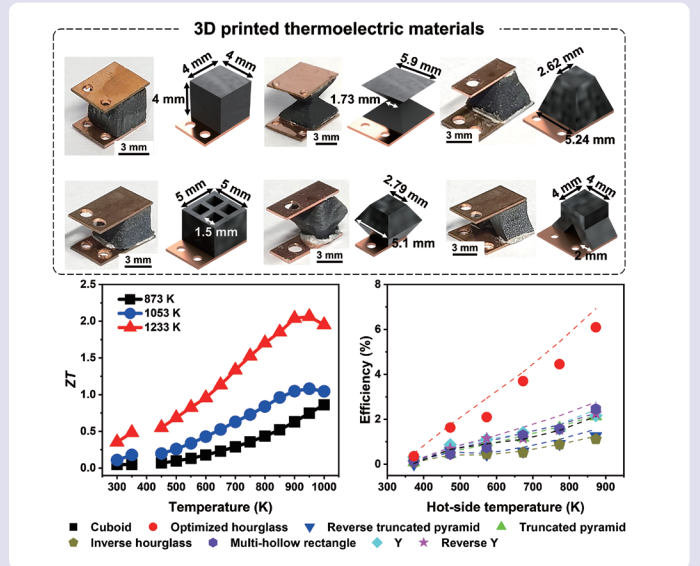 3D printed thermoelectric materials
4 mm
4 mm
4 mm
3 mm
5.9 mm
1.73 mm
3 mm
2.62 mm
5.24 mm
3 mm
5 mm
5 mm
1.5 mm
3 mm
2.79 mm
5.1 mm
3 mm
4 mm
4 mm
2 mm
3 mm
2.5
2.0
1.5
1.0
0.5
0.0
ZT
873 K
1053 K
1233 K
300 400 500 600 700 800 900 1000
Temperature (K)
8
6
4
2
0
Efficiency (%)
400 500 600 700 800 900
Hot-side temperature (K)
Cuboid Optimized hourglass Reverse truncated pyramid Truncated pyramid
Inverse hourglass Multi-hollow rectangle Y Reverse Y